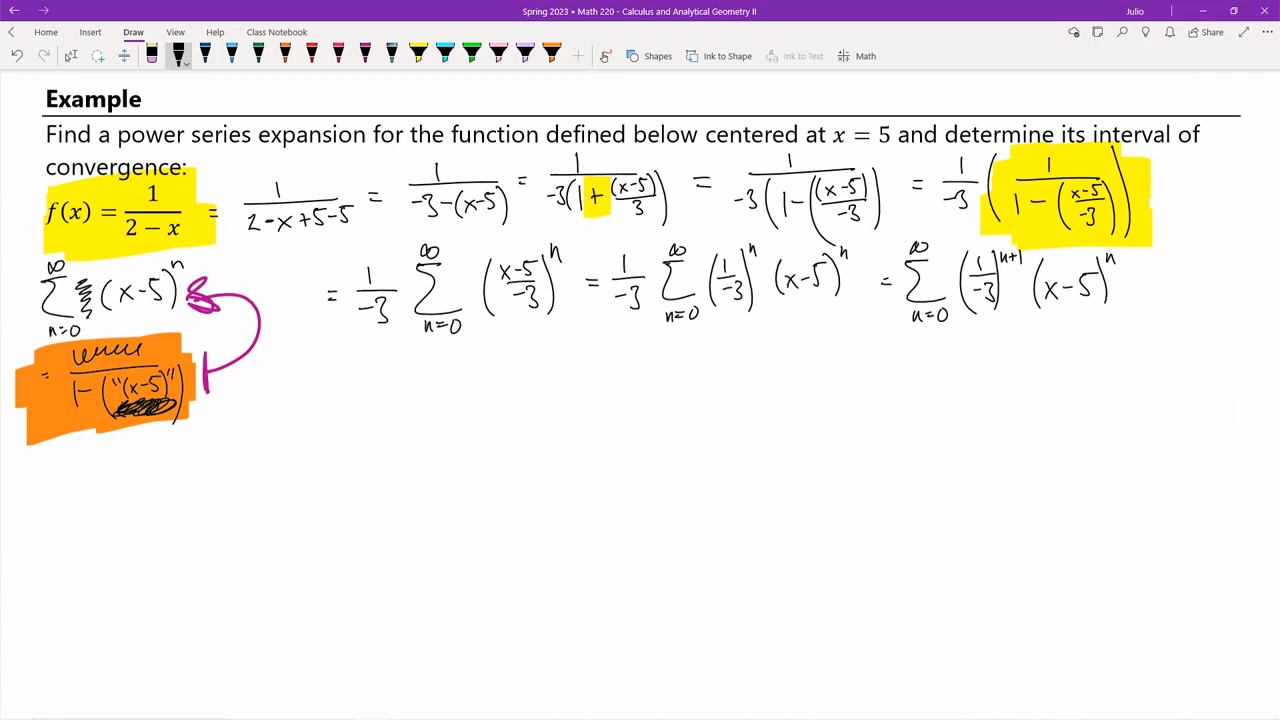 Spring 2023 » Math 220 - Calculus and Analytical Geometry II
Julio
Home Insert Draw View Help Class Notebook
Share
Shapes Ink to Shape Ink to Text Math
Example
Find a power series expansion for the function defined below centered at x = 5 and determine its interval of
convergence:
f(x) = 1/(2 − x) = 1/(2-x+5-5) = 1/(-3-(x-5)) = 1/(-3(1+(x-5)/3)) = 1/(-3(1-((x-5)/-3))) = 1/-3 (1/(1-((x-5)/-3)))
∞ Σ n=0 (x-5)^n
= 1/-3 ∞ Σ n=0 ((x-5)/-3)^n = 1/-3 ∞ Σ n=0 (1/-3)^n (x-5)^n = ∞ Σ n=0 (1/-3)^(n+1) (x-5)^n
= 1-("(x-5)")